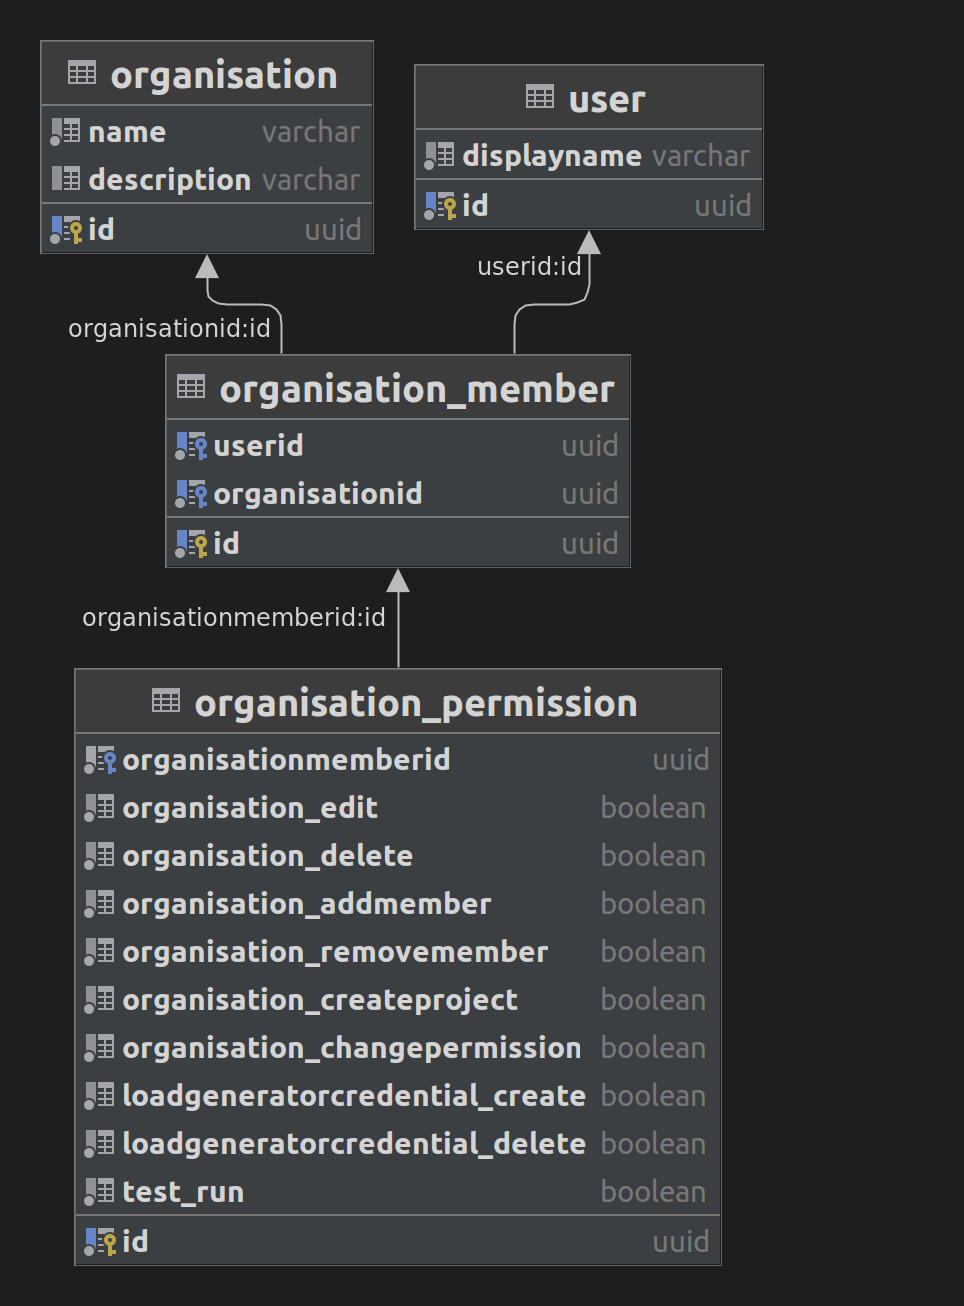 organisation
name varchar
description varchar
id uuid
user
displayname varchar
id uuid
userid:id
organisationid:id
organisation_member
userid uuid
organisationid uuid
id uuid
organisationmemberid:id
organisation_permission
organisationmemberid uuid
organisation_edit boolean
organisation_delete boolean
organisation_addmember boolean
organisation_removemember boolean
organisation_createproject boolean
organisation_changepermission boolean
loadgeneratorcredential_create boolean
loadgeneratorcredential_delete boolean
test_run boolean
id uuid